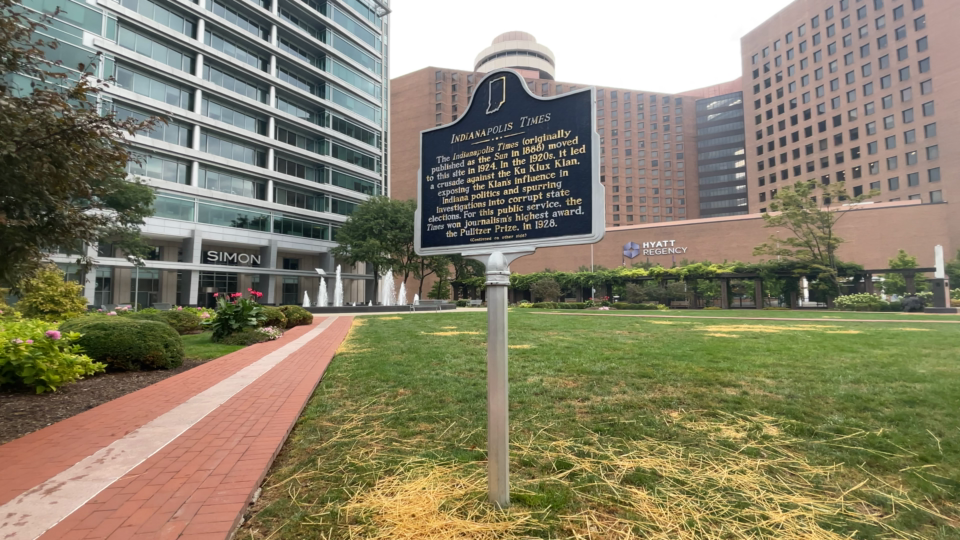 Indianapolis Times
The Indianapolis Times (originally
published as the Sun in 1888) moved
to this site in 1924. In the 1920s, it led
a crusade against the Ku Klux Klan,
exposing the Klan's influence in
Indiana politics and spurring
investigations into corrupt state
elections. For this public service, the
Times won journalism's highest award,
the Pulitzer Prize, in 1928.
(Continued on other side)
SIMON
HYATT
REGENCY